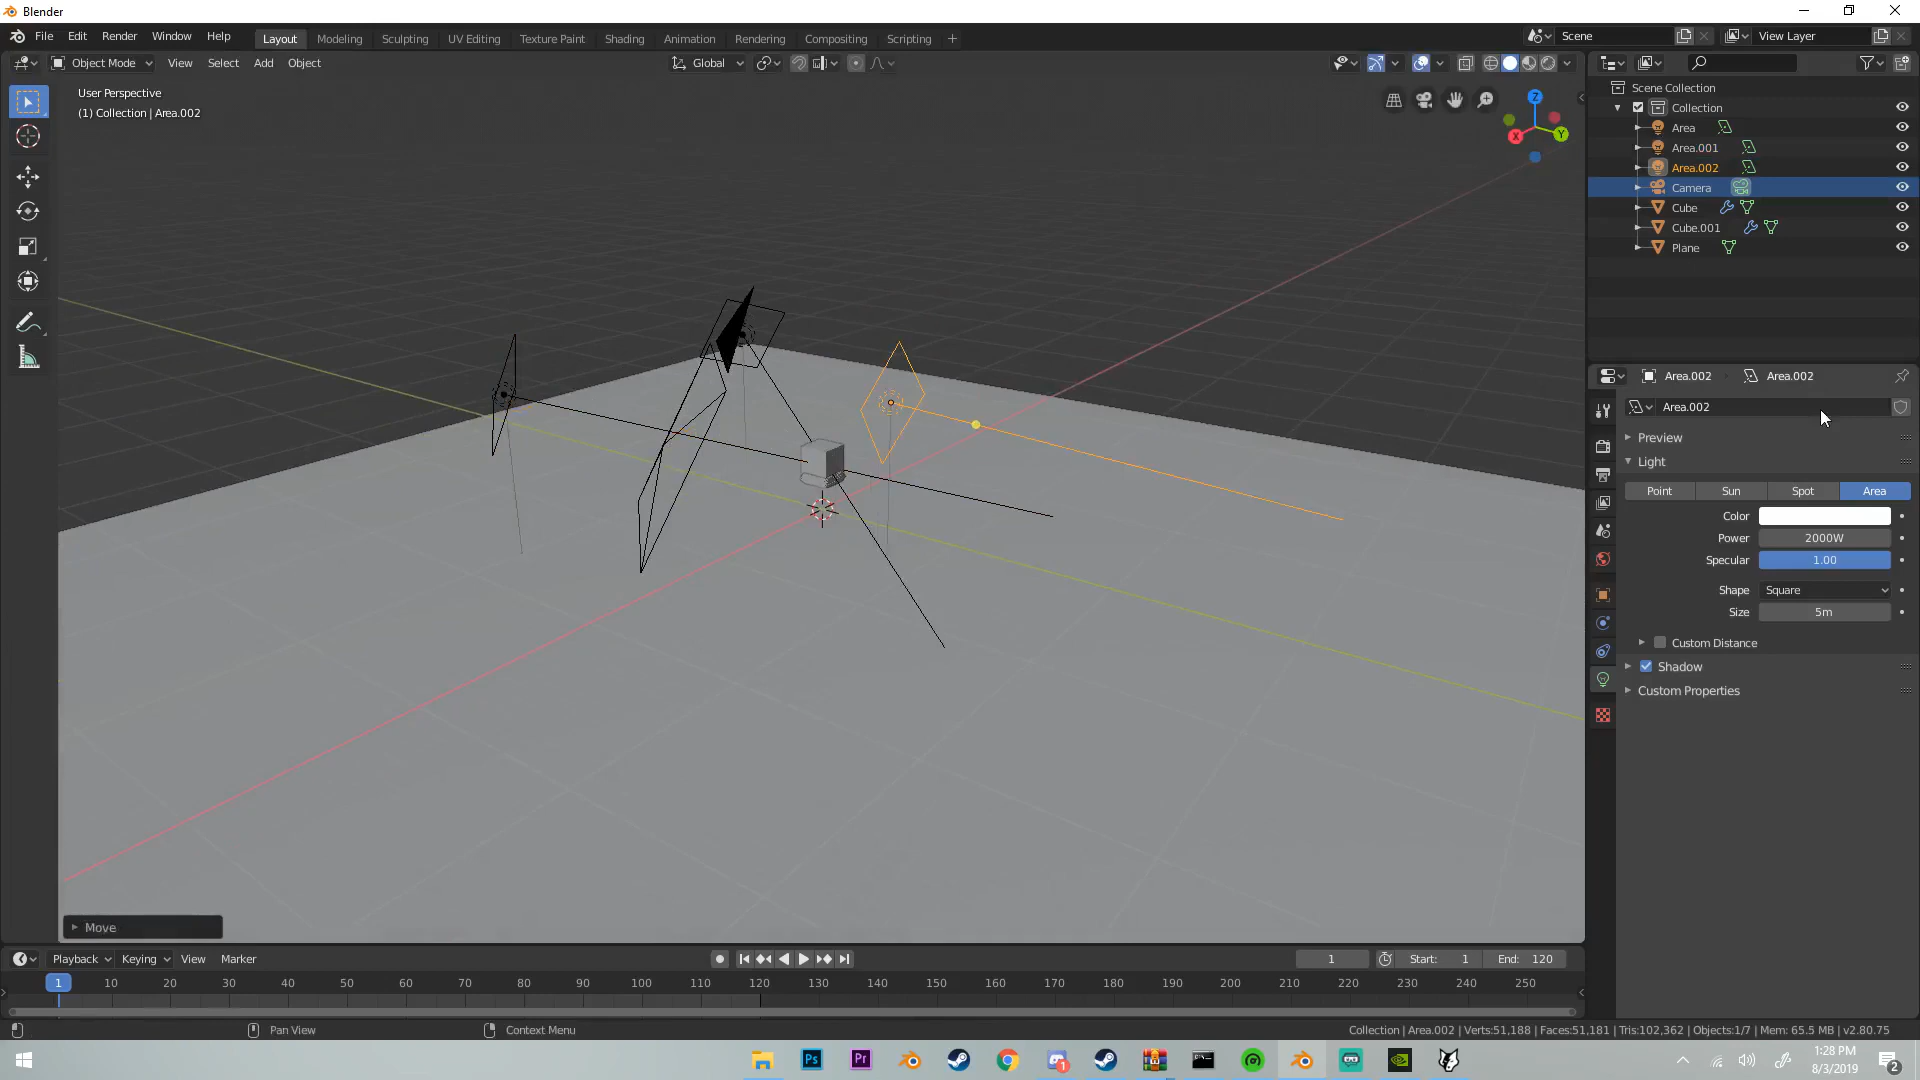 Blender
File Edit Render Window Help
Layout Modeling Sculpting UV Editing Texture Paint Shading Animation Rendering Compositing Scripting +
Scene View Layer
Object Mode View Select Add Object Global
User Perspective
(1) Collection | Area.002
Z
X
Y
Scene Collection
Collection
Area
Area.001
Area.002
Camera
Cube
Cube.001
Plane
Area.002 Area.002
Area.002
Preview
Light
Point Sun Spot Area
Color
Power 2000W
Specular 1.00
Shape Square
Size 5m
Custom Distance
Shadow
Custom Properties
Move
Playback Keying View Marker 1 Start: 1 End: 120
1 10 20 30 40 50 60 70 80 90 100 110 120 130 140 150 160 170 180 190 200 210 220 230 240 250
Pan View Context Menu Collection | Area.002 | Verts:51,188 | Faces:51,181 | Tris:102,362 | Objects:1/7 | Mem: 65.5 MB | v2.80.75
Ps Pr 1 1:28 PM
8/3/2019 2